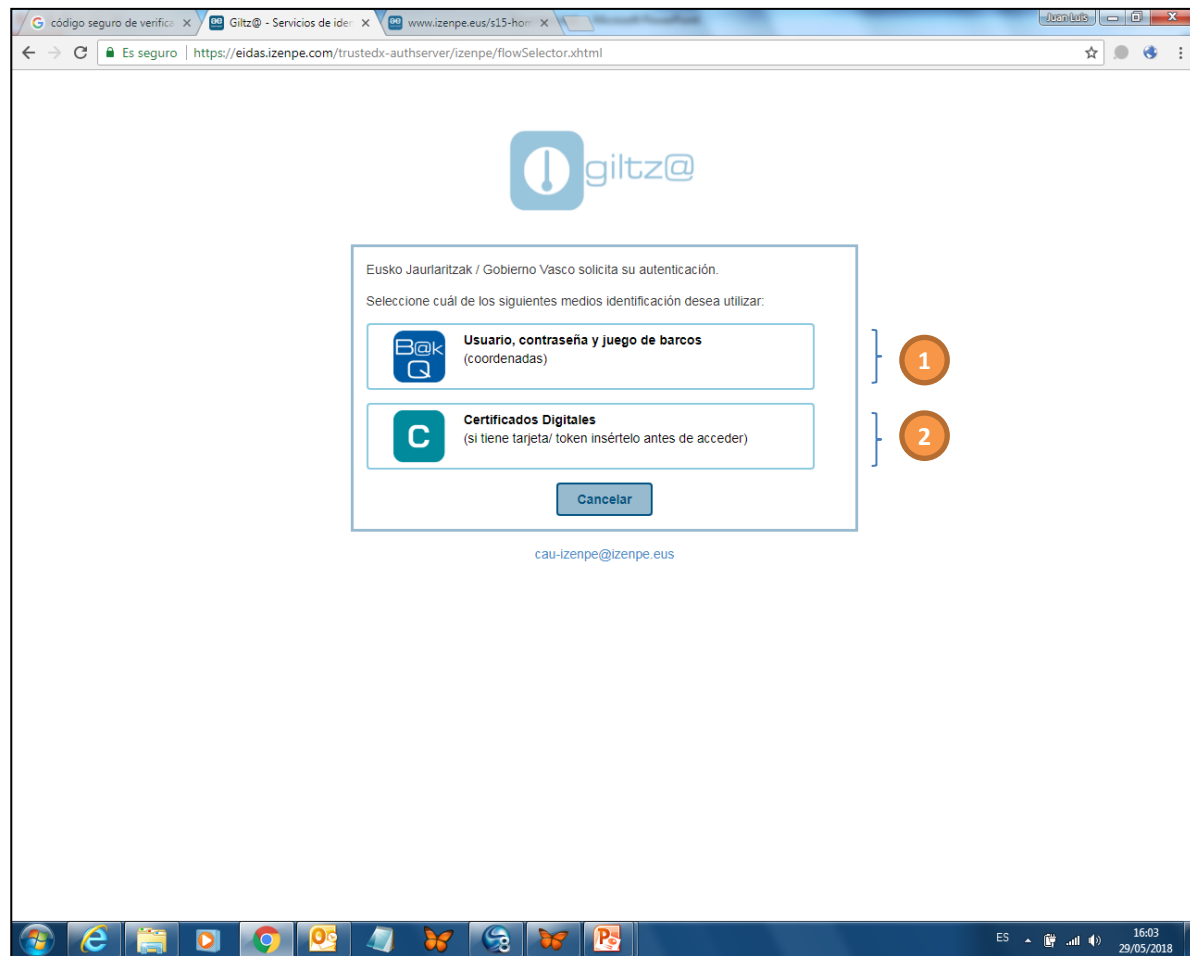 código seguro de verifica
Giltz@ - Servicios de iden
www.izenpe.eus/s15-hom
Juan Luis
Es seguro
https://eidas.izenpe.com/trustedx-authserver/izenpe/flowSelector.xhtml
giltz@
Eusko Jaurlaritzak / Gobierno Vasco solicita su autenticación.
Seleccione cuál de los siguientes medios identificación desea utilizar:
B@k
Q
Usuario, contraseña y juego de barcos
(coordenadas)
1
C
Certificados Digitales
(si tiene tarjeta/ token insértelo antes de acceder)
2
Cancelar
cau-izenpe@izenpe.eus
ES
16:03
29/05/2018